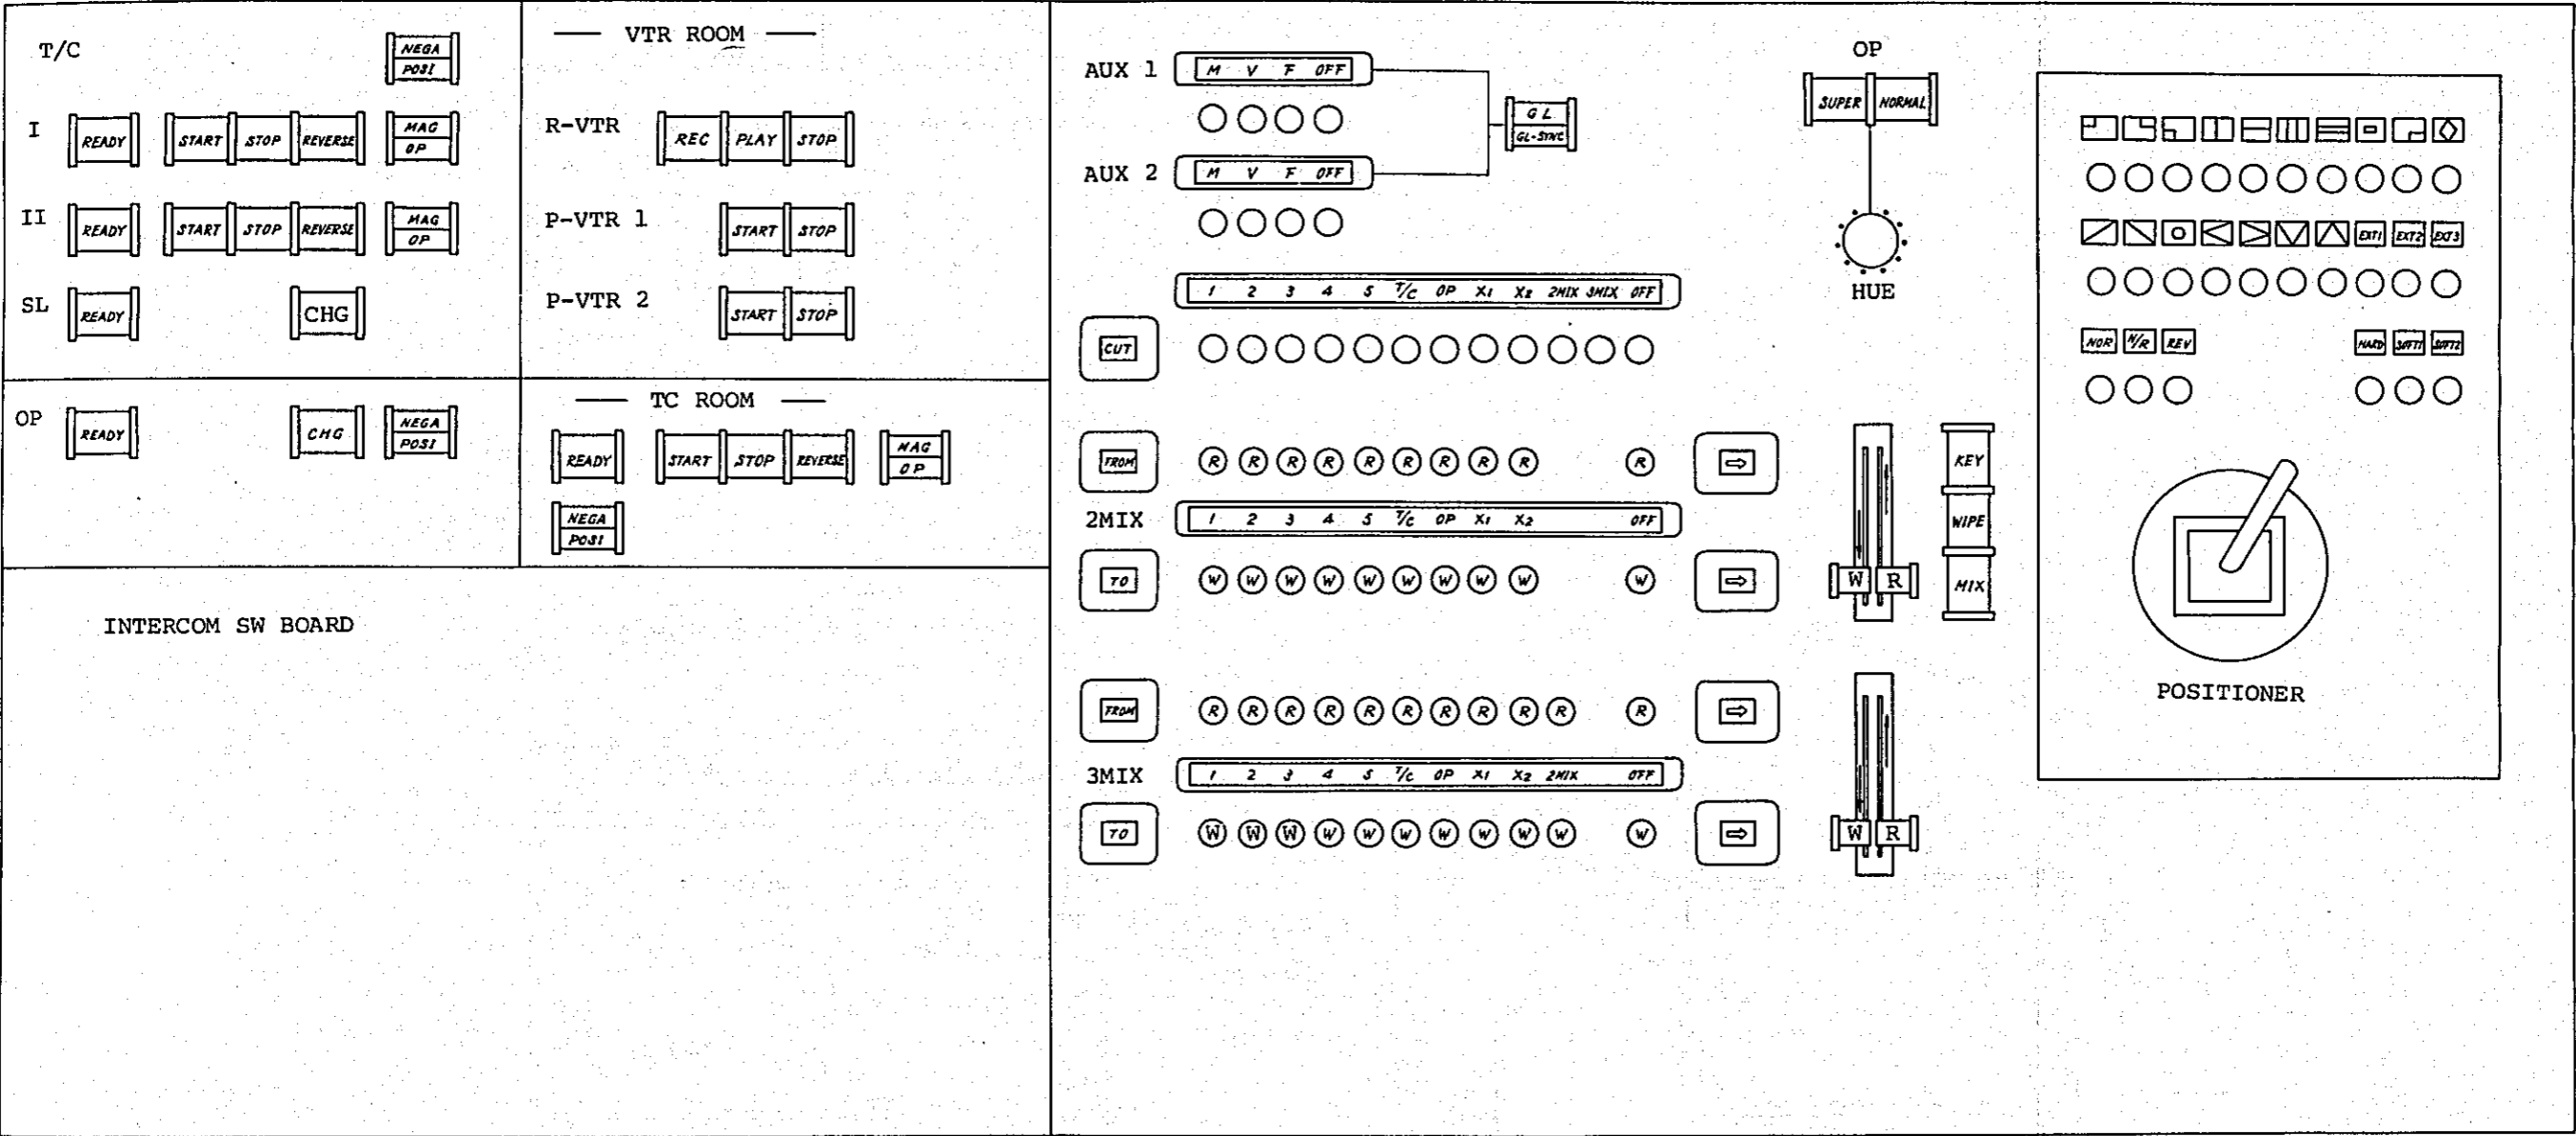 T/C
NEGA
POSI
I READY START STOP REVERSE MAG
OP
II READY START STOP REVERSE MAG
OP
SL READY CHG
OP READY CHG NEGA
POSI
VTR ROOM
R-VTR REC PLAY STOP
P-VTR 1 START STOP
P-VTR 2 START STOP
TC ROOM
READY START STOP REVERSE MAG
OP
NEGA
POSI
INTERCOM SW BOARD
AUX 1 M V F OFF
GL
GL+SYNC
AUX 2 M V F OFF
1 2 3 4 5 T/C OP X1 X2 2MIX 3MIX OFF
CUT
FROM R R R R R R R R R R
2MIX 1 2 3 4 5 T/C OP X1 X2 OFF
TO W W W W W W W W W W
FROM R R R R R R R R R R R
3MIX 1 2 3 4 5 T/C OP X1 X2 2MIX OFF
TO W W W W W W W W W W W
OP
SUPER NORMAL
HUE
KEY
WIPE
MIX
W R
W R
EXT1 EXT2 EXT3
NOR N/R REV HARD SOFT1 SOFT2
POSITIONER